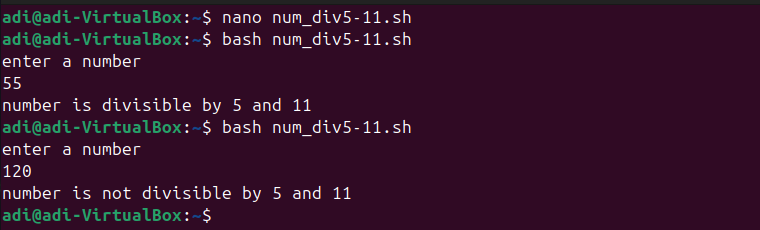 adi@adi-VirtualBox:~$ nano num_div5-11.sh
adi@adi-VirtualBox:~$ bash num_div5-11.sh
enter a number
55
number is divisible by 5 and 11
adi@adi-VirtualBox:~$ bash num_div5-11.sh
enter a number
120
number is not divisible by 5 and 11
adi@adi-VirtualBox:~$